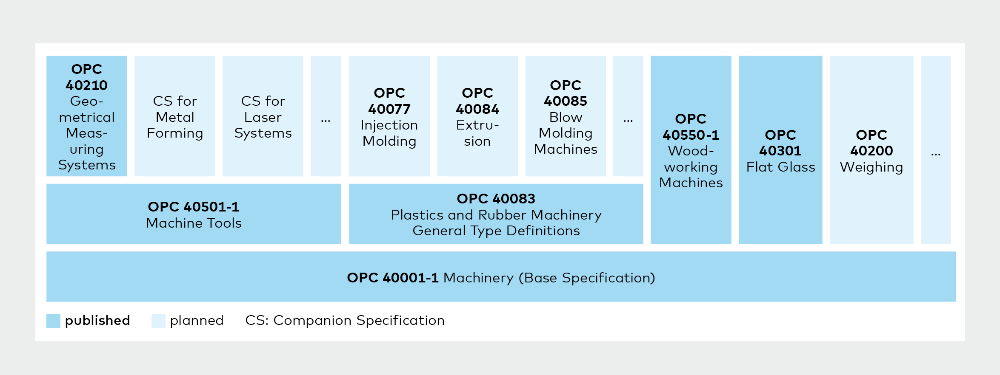 OPC
40210
Geo-
metrical
Meas-
uring
Systems
CS for
Metal
Forming
CS for
Laser
Systems
...
OPC
40077
Injection
Molding
OPC
40084
Extru-
sion
OPC
40085
Blow
Molding
Machines
...
OPC
40550-1
Wood-
working
Machines
OPC
40301
Flat Glass
OPC
40200
Weighing
...
OPC 40501-1
Machine Tools
OPC 40083
Plastics and Rubber Machinery
General Type Definitions
OPC 40001-1 Machinery (Base Specification)
published planned CS: Companion Specification